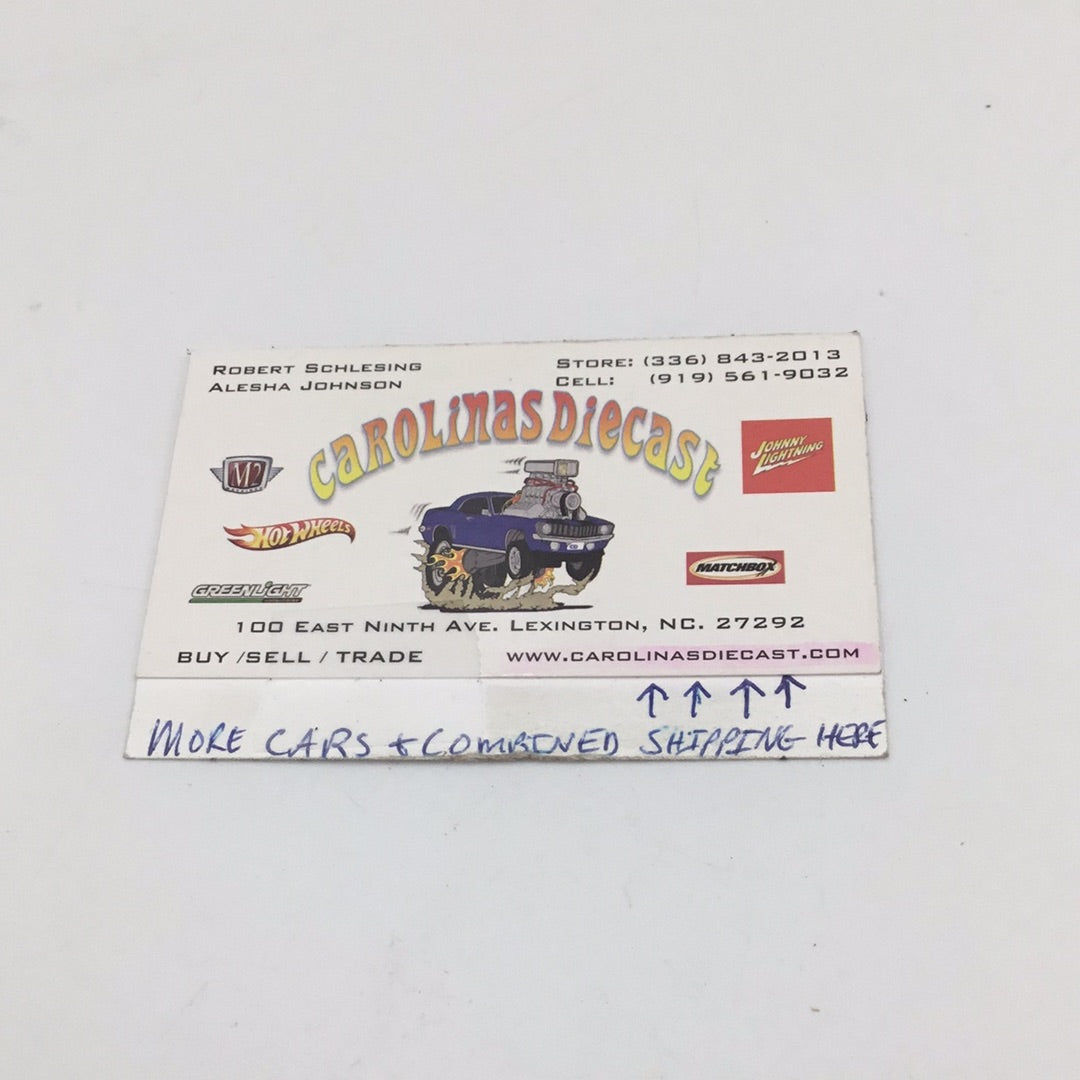 ROBERT SCHLESING
ALESHA JOHNSON
STORE: (336) 843-2013
CELL: (919) 561-9032
CAROLINAS DIECAST
M2
JOHNNY LIGHTNING
HOT WHEELS
MATCHBOX
GREENLIGHT
100 EAST NINTH AVE. LEXINGTON, NC. 27292
BUY /SELL / TRADE
WWW.CAROLINASDIECAST.COM
MORE CARS + COMBINED SHIPPING HERE